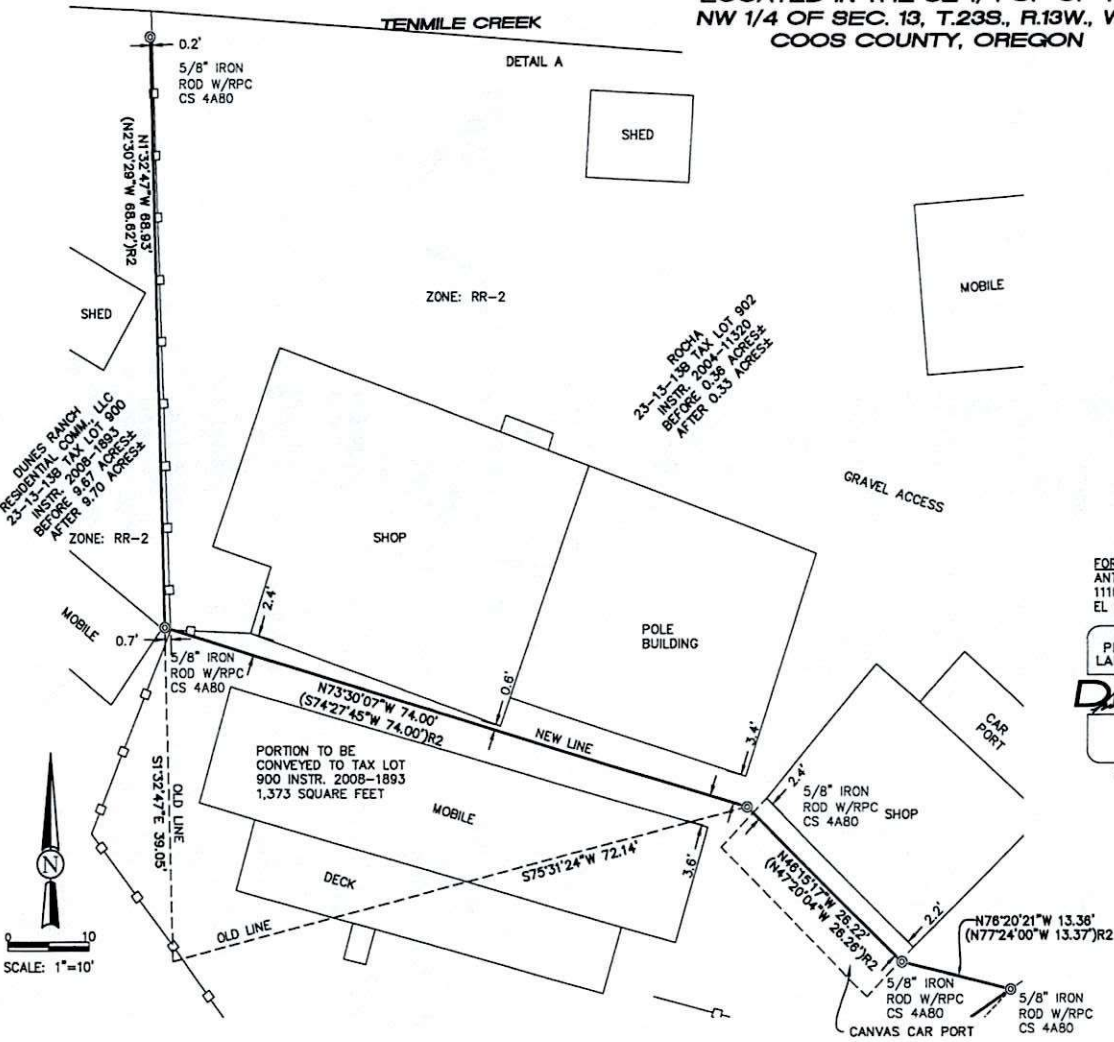 TENMILE CREEK
NW 1/4 OF SEC. 13, T.23S., R.13W.,
COOS COUNTY, OREGON
DETAIL A
0.2'
5/8" IRON
ROD W/RPC
CS 4A80
N1°32'47"W 68.93'
(N2°30'29"W 68.62')R2
SHED
SHED
MOBILE
ZONE: RR-2
ROCHA
23-13-13B TAX LOT 902
INSTR. 2004-11320
BEFORE 0.36 ACRES±
AFTER 0.33 ACRES±
DUNES RANCH
RESIDENTIAL COMM., LLC
23-13-13B TAX LOT 900
INSTR. 2008-1893
BEFORE 9.67 ACRES±
AFTER 9.70 ACRES±
ZONE: RR-2
GRAVEL ACCESS
SHOP
2.4'
POLE
BUILDING
MOBILE
0.7'
5/8" IRON
ROD W/RPC
CS 4A80
N73°30'07"W 74.00'
(S74°27'45"W 74.00')R2
0.6'
NEW LINE
3.4'
CAR
PORT
2.4'
5/8" IRON
ROD W/RPC
CS 4A80
SHOP
PORTION TO BE
CONVEYED TO TAX LOT
900 INSTR. 2008-1893
1,373 SQUARE FEET
MOBILE
S1°32'47"E 39.05'
OLD LINE
S75°31'24"W 72.14'
3.6'
DECK
OLD LINE
N46°15'17"W 26.22'
(N47°20'04"W 26.26')R2
2.2'
N76°20'21"W 13.36'
(N77°24'00"W 13.37')R2
5/8" IRON
ROD W/RPC
CS 4A80
5/8" IRON
ROD W/RPC
CS 4A80
CANVAS CAR PORT
N
0 10
SCALE: 1"=10'